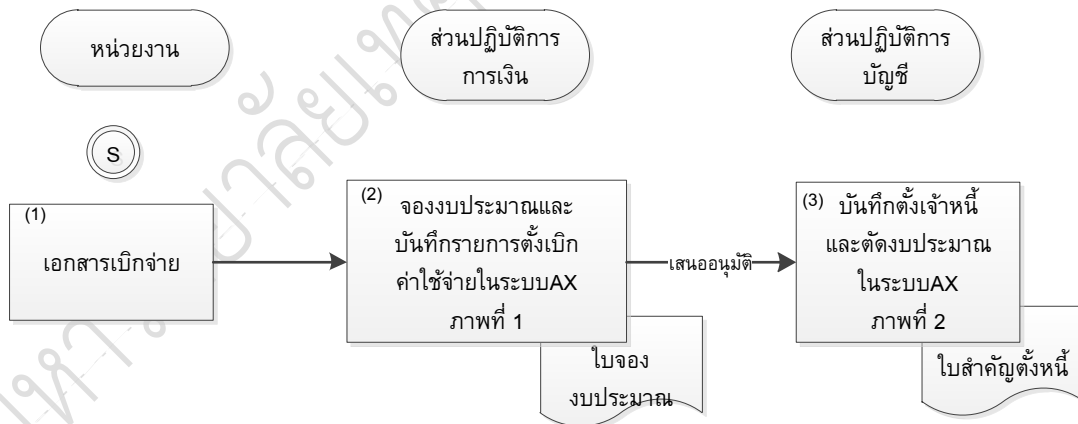 หน่วยงาน
ส่วนปฏิบัติการ
การเงิน
ส่วนปฏิบัติการ
บัญชี
S
(1)
เอกสารเบิกจ่าย
(2) จองงบประมาณและ
บันทึกรายการตั้งเบิก
ค่าใช้จ่ายในระบบAX
ภาพที่ 1
ใบจอง
งบประมาณ
เสนออนุมัติ
(3) บันทึกตั้งเจ้าหนี้
และตัดงบประมาณ
ในระบบAX
ภาพที่ 2
ใบสำคัญตั้งหนี้